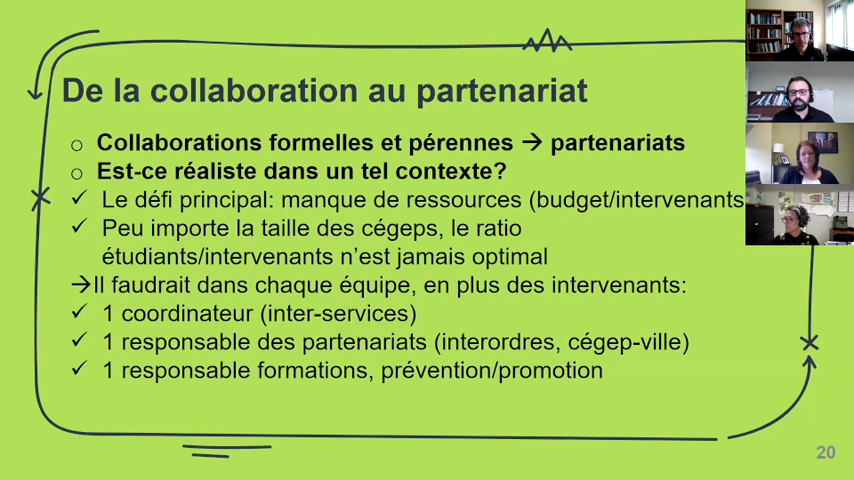 De la collaboration au partenariat
o Collaborations formelles et pérennes → partenariats
o Est-ce réaliste dans un tel contexte?
✓ Le défi principal: manque de ressources (budget/intervenants
✓ Peu importe la taille des cégeps, le ratio
étudiants/intervenants n’est jamais optimal
→Il faudrait dans chaque équipe, en plus des intervenants:
✓ 1 coordinateur (inter-services)
✓ 1 responsable des partenariats (interordres, cégep-ville)
✓ 1 responsable formations, prévention/promotion
20